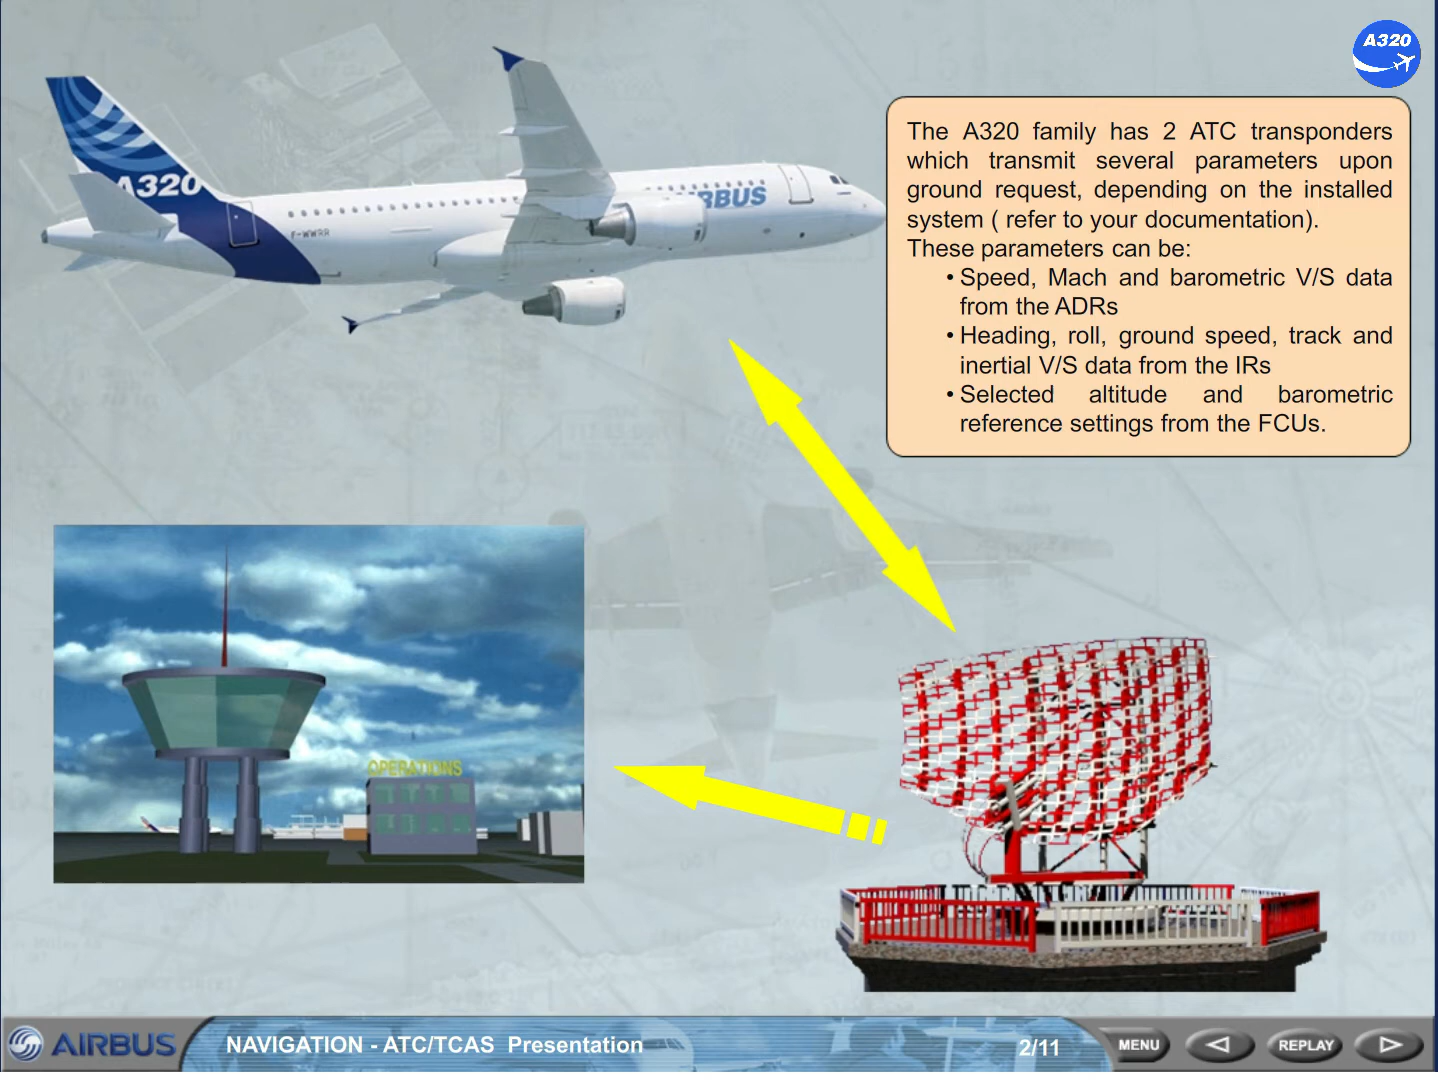 A320
The A320 family has 2 ATC transponders
which transmit several parameters upon
ground request, depending on the installed
system ( refer to your documentation).
These parameters can be:
• Speed, Mach and barometric V/S data
from the ADRs
• Heading, roll, ground speed, track and
inertial V/S data from the IRs
• Selected altitude and barometric
reference settings from the FCUs.
A320
F-WWBB
OPERATIONS
AIRBUS
NAVIGATION - ATC/TCAS Presentation
2/11
MENU
REPLAY